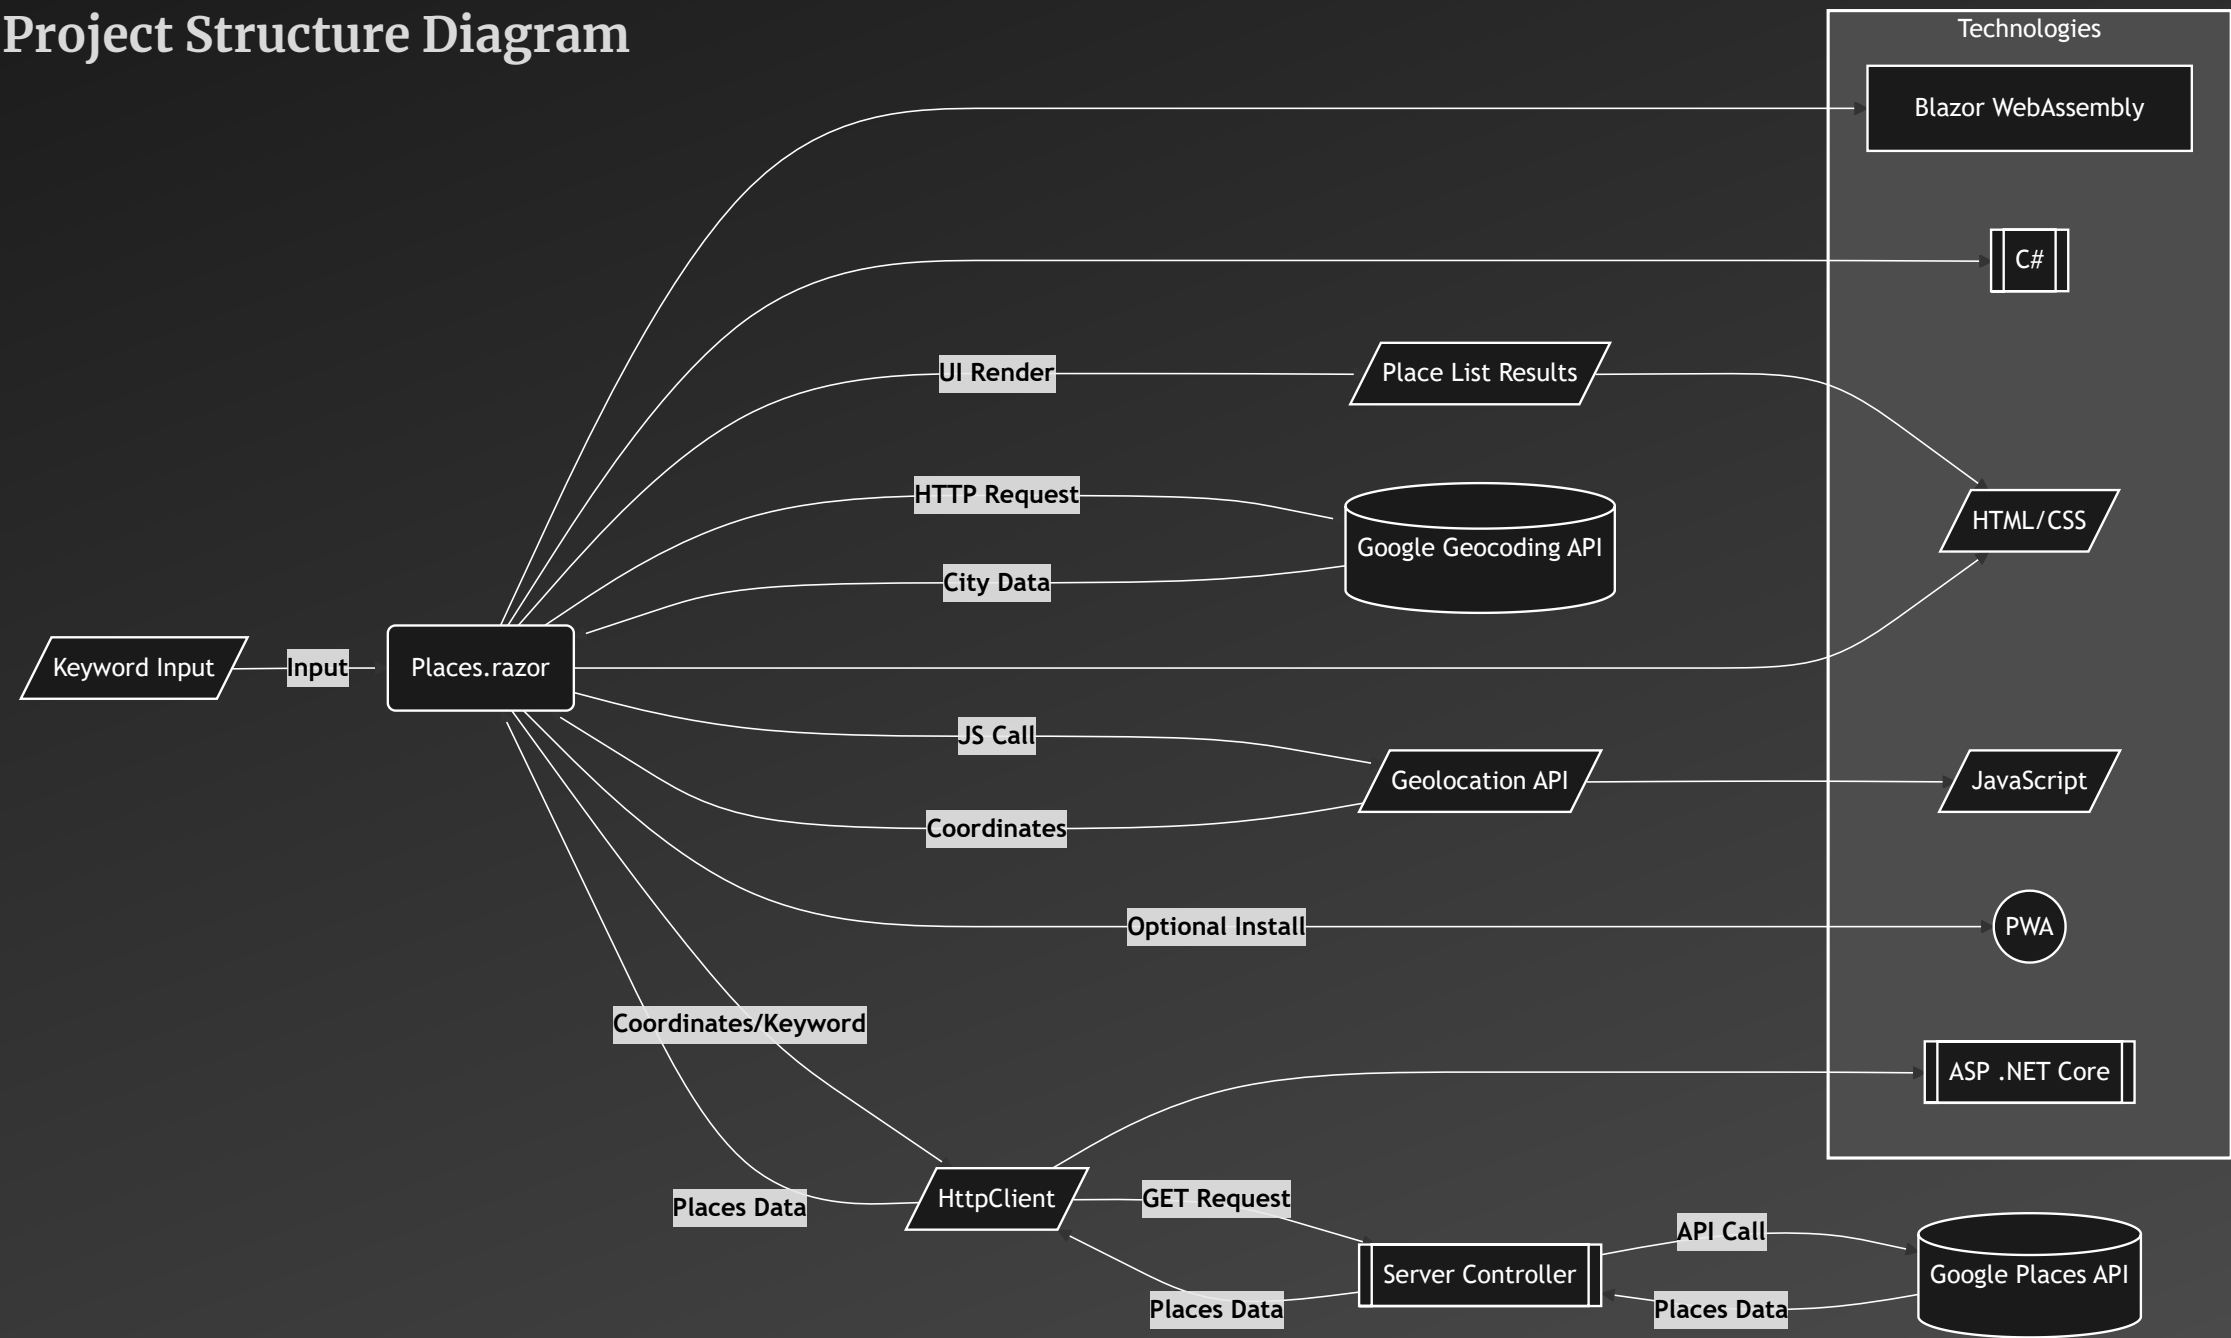 Project Structure Diagram
Technologies
Blazor WebAssembly
C#
UI Render
Place List Results
HTTP Request
HTML/CSS
Google Geocoding API
City Data
Keyword Input
Input
Places.razor
JS Call
Geolocation API
JavaScript
Coordinates
Optional Install
PWA
Coordinates/Keyword
ASP .NET Core
Places Data
HttpClient
GET Request
API Call
Server Controller
Google Places API
Places Data
Places Data